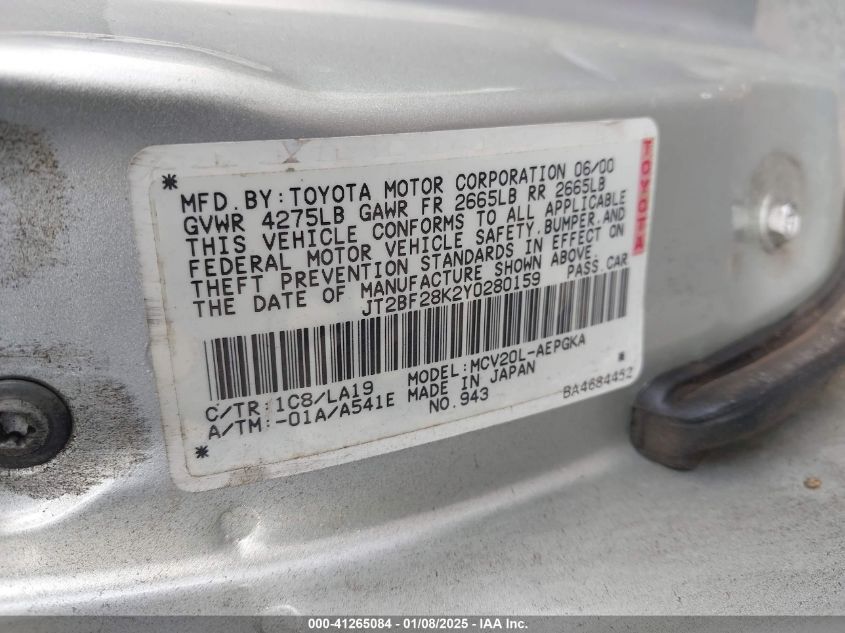 *
MFD. BY: TOYOTA MOTOR CORPORATION 06/00
GVWR 4275LB GAWR FR 2665LB RR 2665LB
THIS VEHICLE CONFORMS TO ALL APPLICABLE
FEDERAL MOTOR VEHICLE SAFETY, BUMPER, AND
THEFT PREVENTION STANDARDS IN EFFECT ON
THE DATE OF MANUFACTURE SHOWN ABOVE.
JT2BF28K2Y0280159 PASS. CAR
TOYOTA
C/TR: 1C8/LA19 MODEL: MCV20L-AEPGKA *
A/TM: -01A/A541E MADE IN JAPAN
NO. 943 BA4684452
*
000-41265084 - 01/08/2025 - MCA Inc.